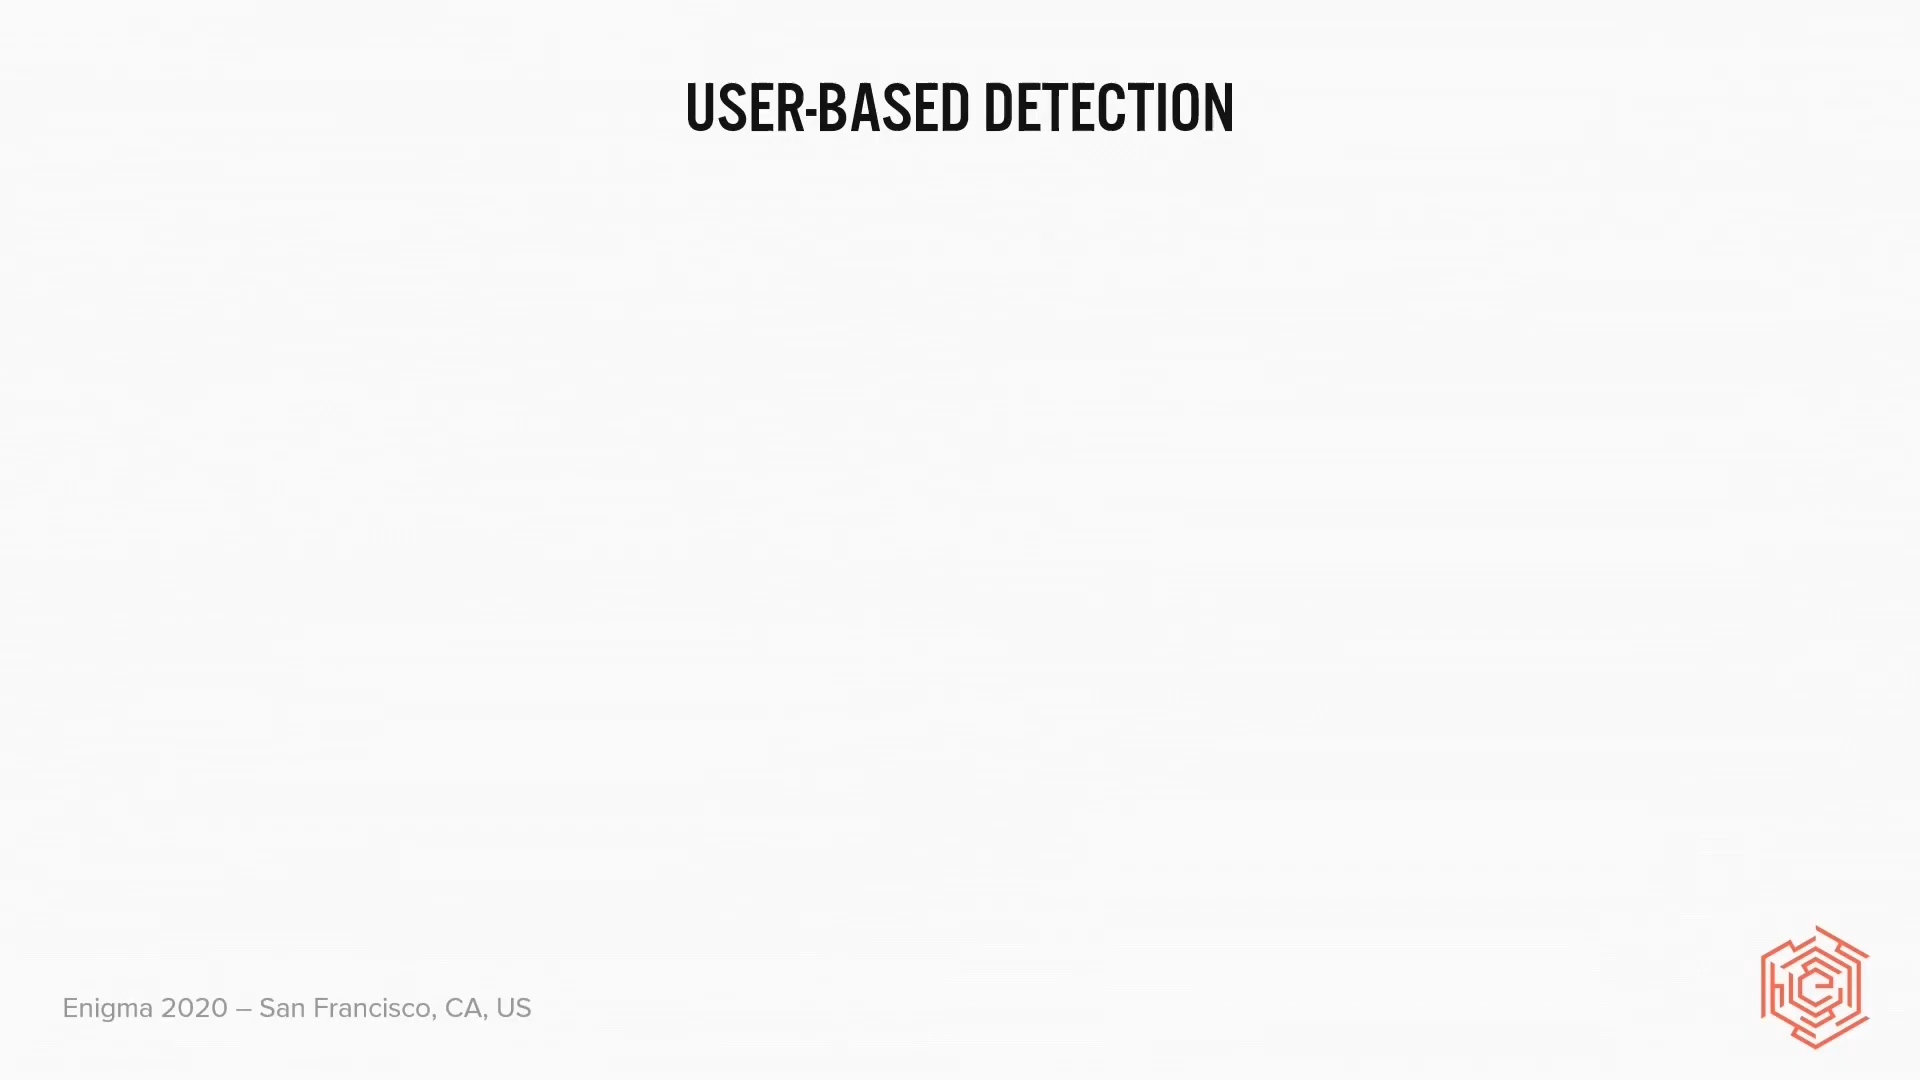 USER-BASED DETECTION
Enigma 2020 – San Francisco, CA, US